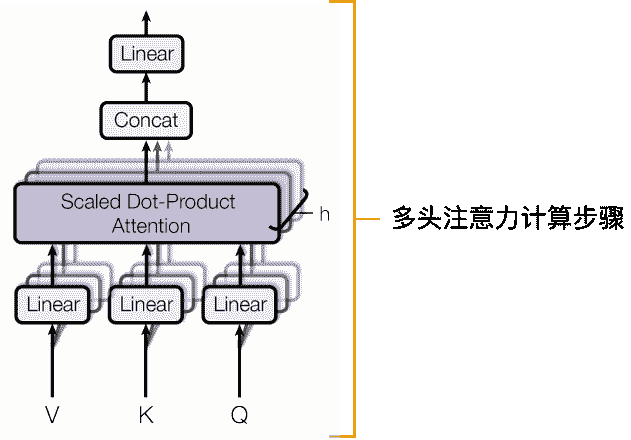 Linear
Concat
Scaled Dot-Product
Attention
h
Linear Linear Linear
V K Q
多头注意力计算步骤